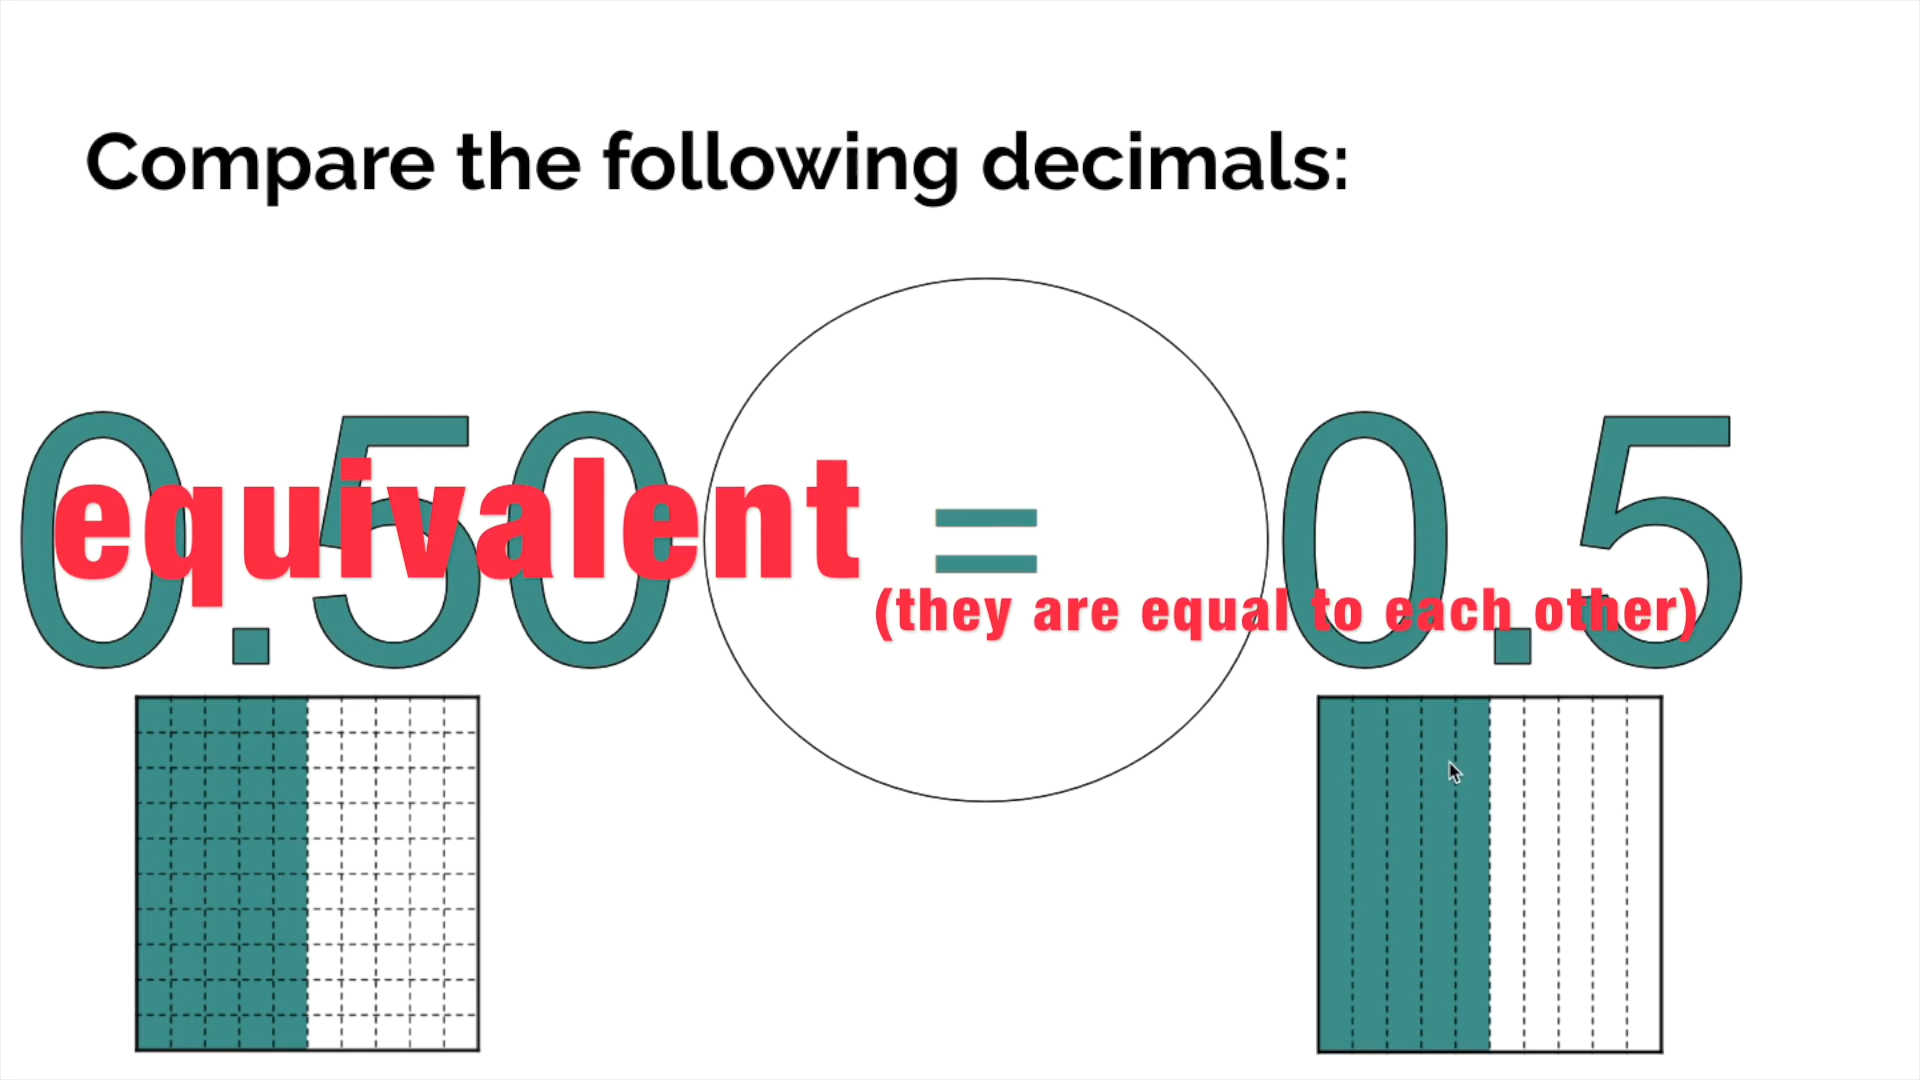 Compare the following decimals:
0.50 = 0.5
equivalent
(they are equal to each other)